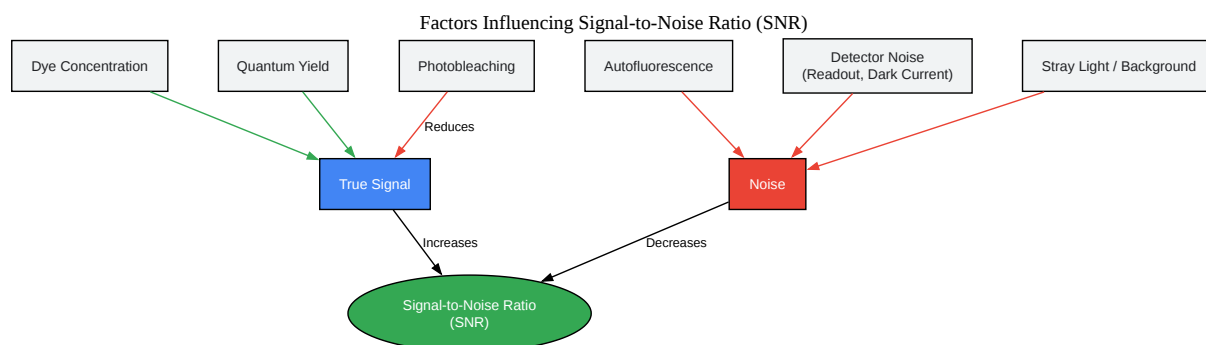 Factors Influencing Signal-to-Noise Ratio (SNR)
Dye Concentration
Quantum Yield
Photobleaching
Autofluorescence
Detector Noise
(Readout, Dark Current)
Stray Light / Background
Reduces
True Signal
Noise
Increases
Decreases
Signal-to-Noise Ratio
(SNR)